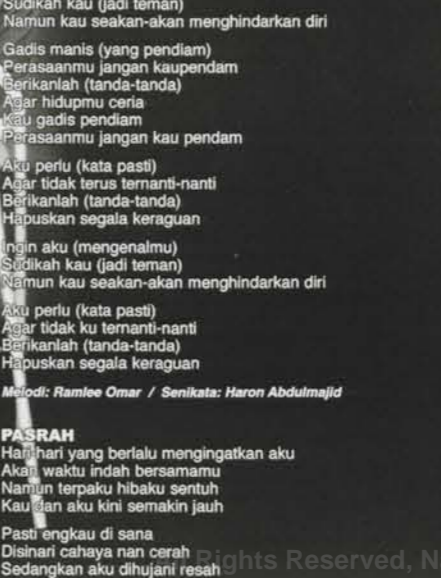 Sudikah kau (jadi teman)
Namun kau seakan-akan menghindarkan diri
Gadis manis (yang pendiam)
Perasaanmu jangan kaupendam
Berikanlah (tanda-tanda)
Agar hidupmu ceria
Kau gadis pendiam
Perasaanmu jangan kau pendam
Aku perlu (kata pasti)
Agar tidak terus ternanti-nanti
Berikanlah (tanda-tanda)
Hapuskan segala keraguan
Ingin aku (mengenalmu)
Sudikah kau (jadi teman)
Namun kau seakan-akan menghindarkan diri
Aku perlu (kata pasti)
Agar tidak ku ternanti-nanti
Berikanlah (tanda-tanda)
Hapuskan segala keraguan
Melodi: Ramlee Omar / Senikata: Haron Abdulmajid
PASRAH
Hari-hari yang berlalu mengingatkan aku
Akan waktu indah bersamamu
Namun terpaku hibaku sentuh
Kau dan aku kini semakin jauh
Pasti engkau di sana
Disinari cahaya nan cerah
Rights Reserved, N
Sedangkan aku dihujani resah